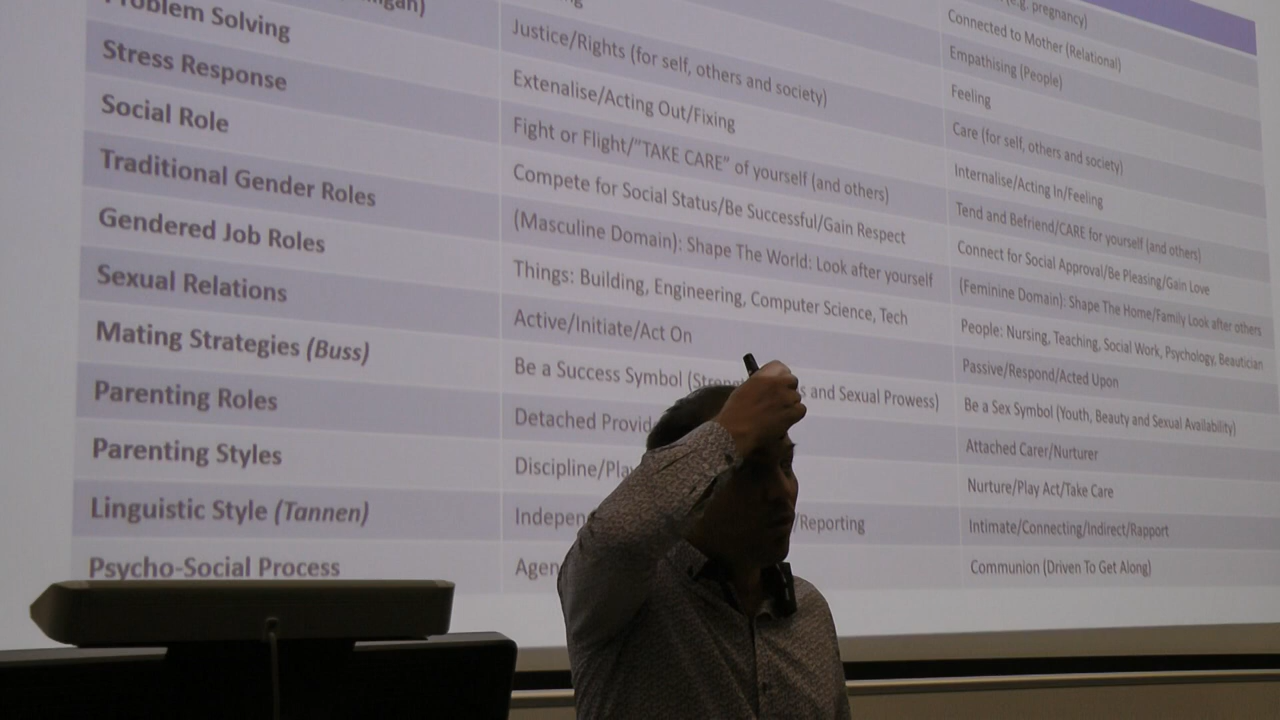 (e.g. pregnancy)
Connected to Mother (Relational)
Empathising (People)
Feeling
Justice/Rights (for self, others and society)
Care (for self, others and society)
Problem Solving
Extenalise/Acting Out/Fixing
Internalise/Acting In/Feeling
Stress Response
Fight or Flight/"TAKE CARE" of yourself (and others)
Tend and Befriend/CARE for yourself (and others)
Social Role
Compete for Social Status/Be Successful/Gain Respect
Connect for Social Approval/Be Pleasing/Gain Love
Traditional Gender Roles
(Masculine Domain): Shape The World: Look after yourself
(Feminine Domain): Shape The Home/Family Look after others
Gendered Job Roles
Things: Building, Engineering, Computer Science, Tech
People: Nursing, Teaching, Social Work, Psychology, Beautician
Sexual Relations
Active/Initiate/Act On
Passive/Respond/Acted Upon
Mating Strategies (Buss)
Be a Success Symbol and Sexual Prowess)
Be a Sex Symbol (Youth, Beauty and Sexual Availability)
Parenting Roles
Detached
Attached Carer/Nurturer
Parenting Styles
Discipline/
Nurture/Play Act/Take Care
Linguistic Style (Tannen)
/Reporting
Intimate/Connecting/Indirect/Rapport
Psycho-Social Process
Communion (Driven To Get Along)